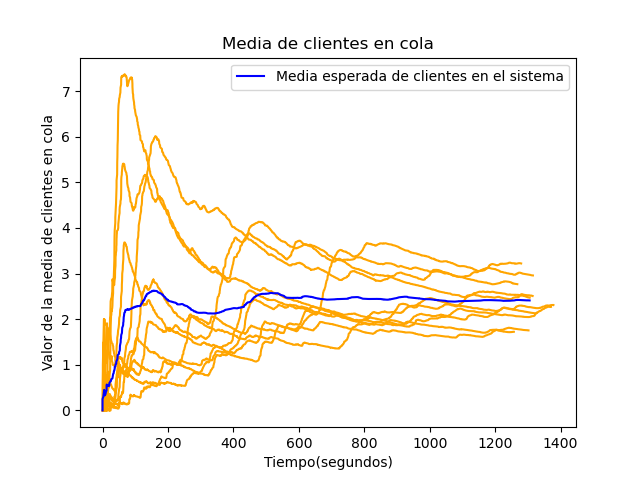 Media de clientes en cola
Media esperada de clientes en el sistema
Valor de la media de clientes en cola
7
6
5
4
3
2
1
0
0 200 400 600 800 1000 1200 1400
Tiempo(segundos)